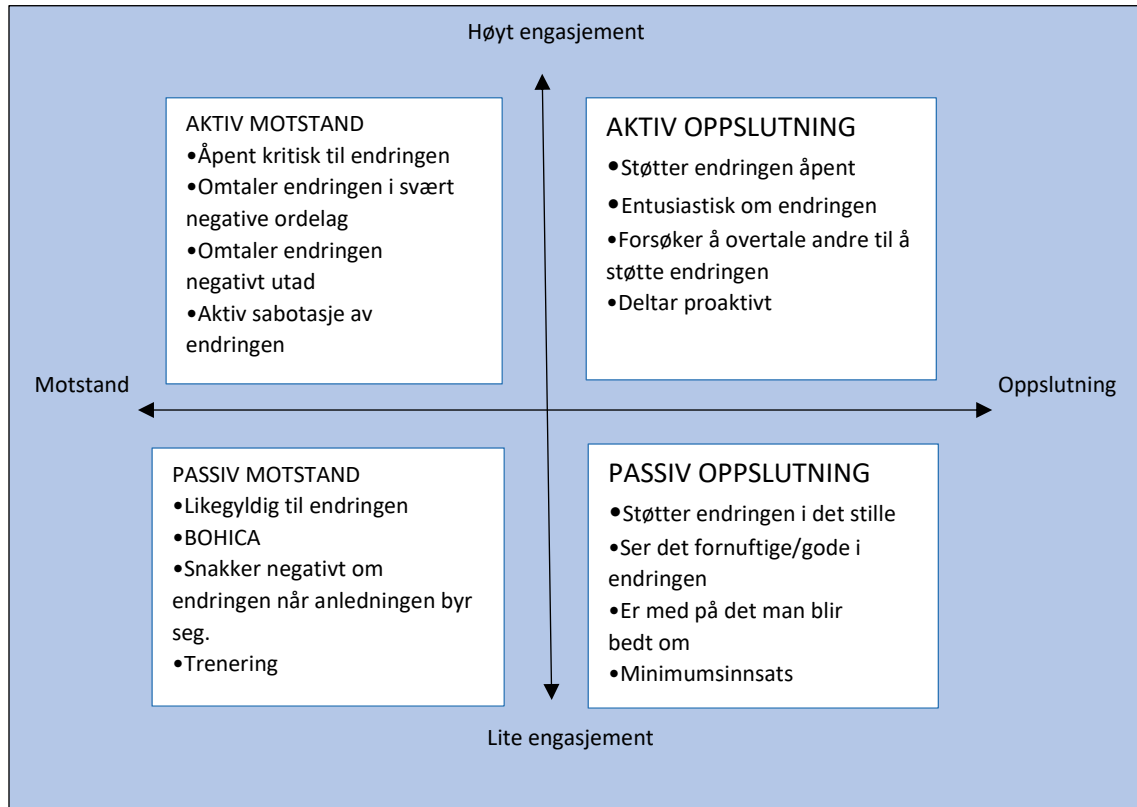 Høyt engasjement
AKTIV MOTSTAND
•Åpent kritisk til endringen
•Omtaler endringen i svært
negative ordelag
•Omtaler endringen
negativt utad
•Aktiv sabotasje av
endringen
AKTIV OPPSLUTNING
•Støtter endringen åpent
•Entusiastisk om endringen
•Forsøker å overtale andre til å
støtte endringen
•Deltar proaktivt
Motstand
Oppslutning
PASSIV MOTSTAND
•Likegyldig til endringen
•BOHICA
•Snakker negativt om
endringen når anledningen byr
seg.
•Trenering
PASSIV OPPSLUTNING
•Støtter endringen i det stille
•Ser det fornuftige/gode i
endringen
•Er med på det man blir
bedt om
•Minimumsinnsats
Lite engasjement